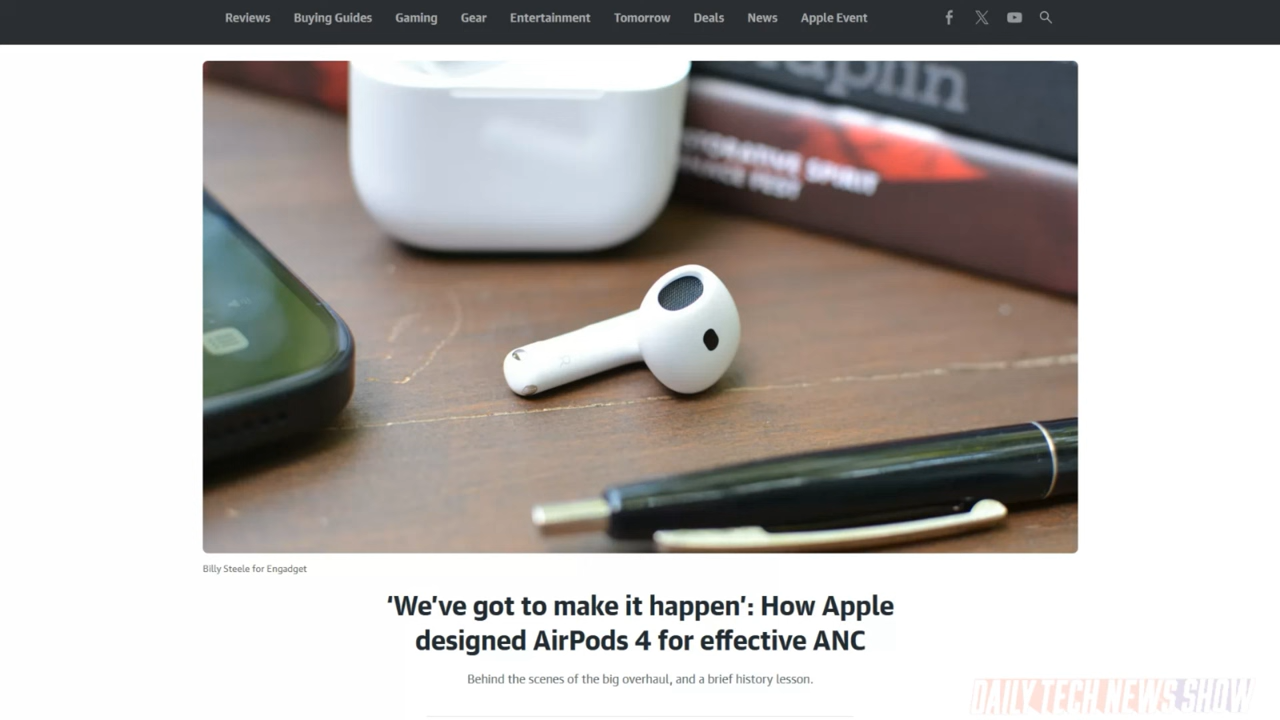 Reviews Buying Guides Gaming Gear Entertainment Tomorrow Deals News Apple Event
SPIRIT
R
Billy Steele for Engadget
‘We’ve got to make it happen’: How Apple
designed AirPods 4 for effective ANC
Behind the scenes of the big overhaul, and a brief history lesson.
DAILY TECH NEWS SHOW